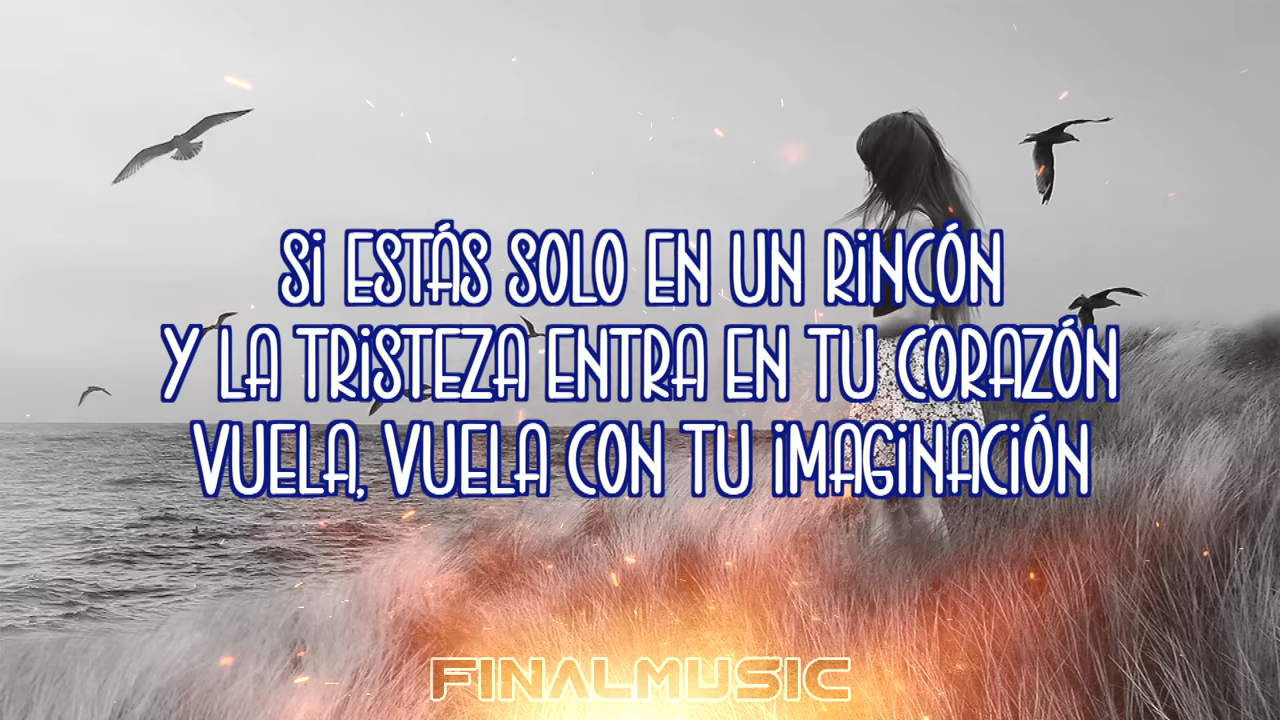 Si ESTÁS SOLO EN UN RiNCÓN
Y LA TRiSTEZA ENTRA EN TU CORAZÓN
VUELA, VUELA CON TU iMAGiNACiÓN
FINALMUSIC